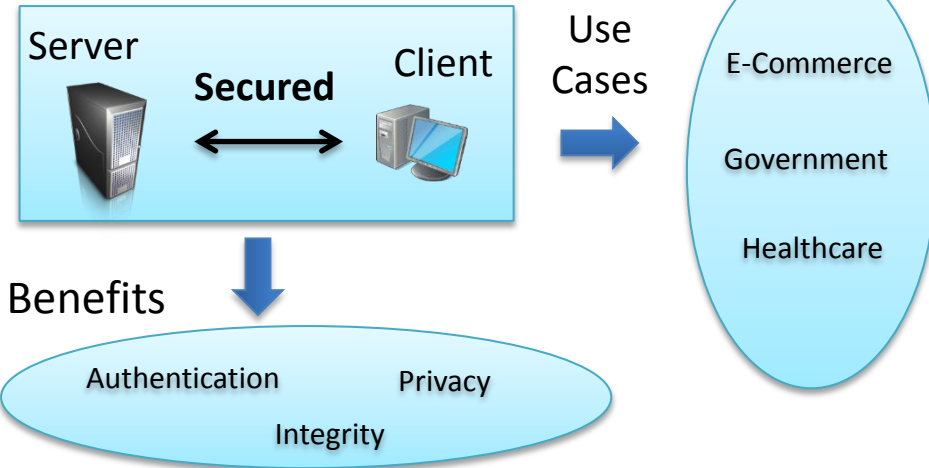 Server
Secured
Client
Use
Cases
E-Commerce
Government
Healthcare
Benefits
Authentication
Privacy
Integrity